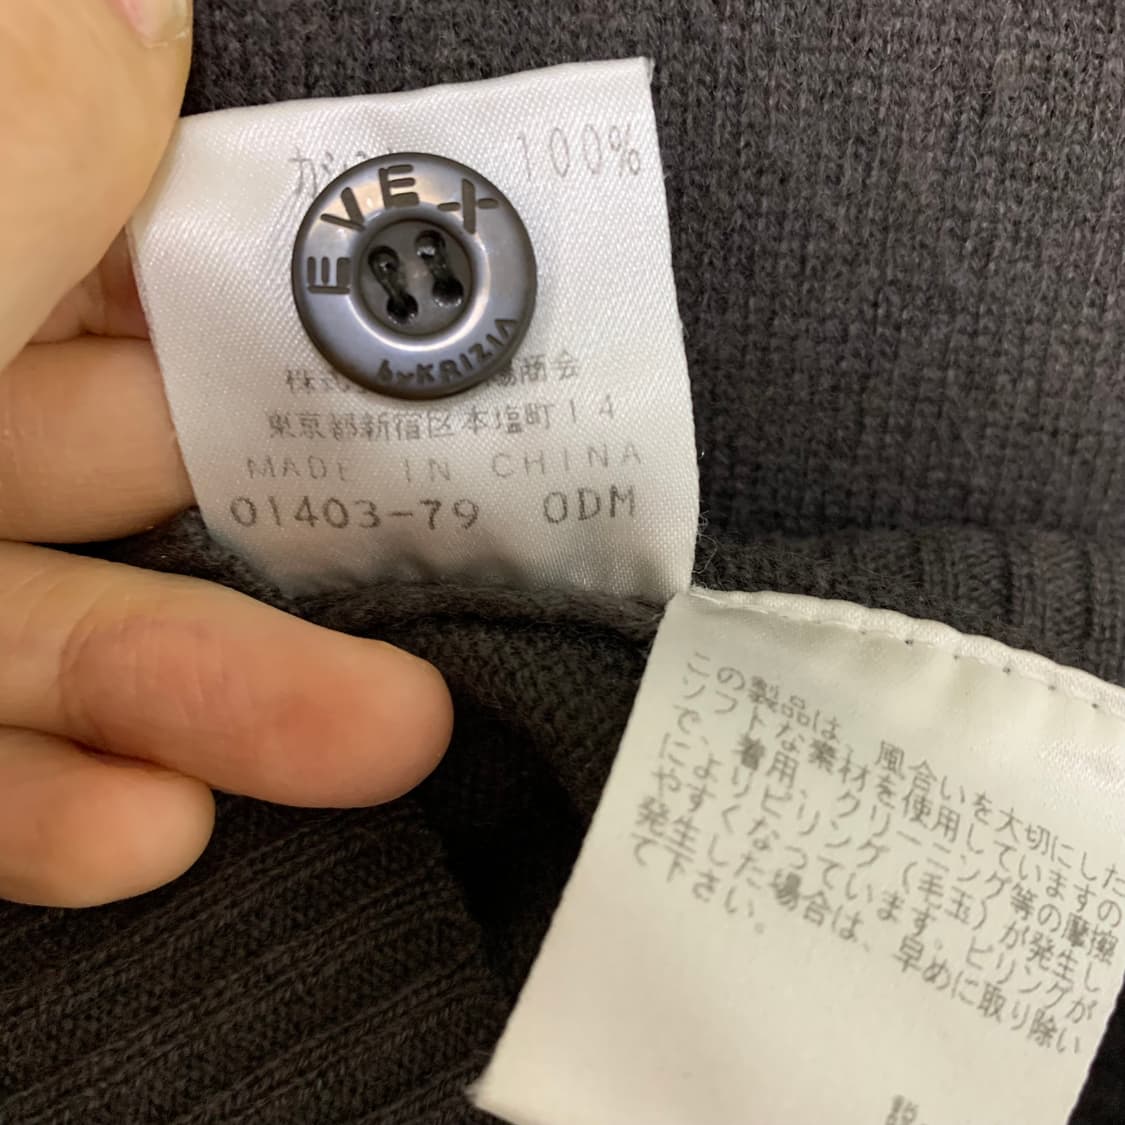 100%
EVEX
by KRIZIA
株式 場商会
東京都新宿区本塩町14
MADE IN CHINA
01403-79 ODM
この製品は、風合いを大切にした
ソフトな素材を使用していますの
で、着用、クリーニング等の摩擦
によりピリング(毛玉)が発生し
やすくなっています。ピリングが
発生した場合は、早めに取り除い
て下さい。